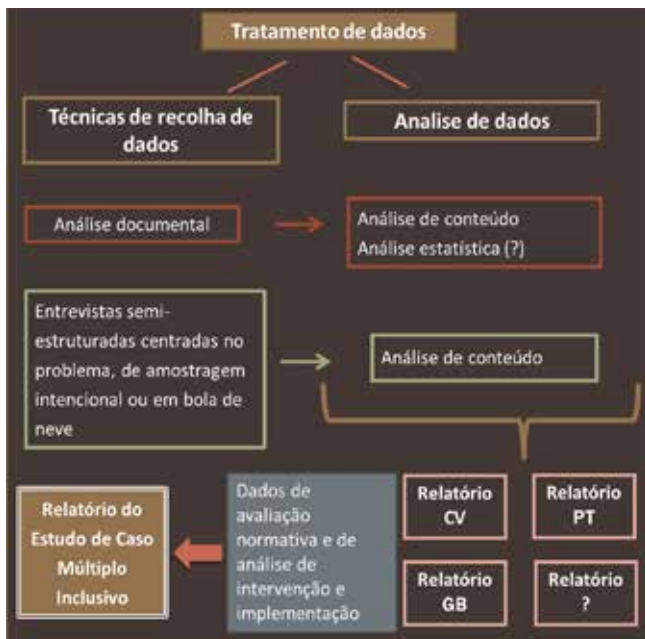 Tratamento de dados
Técnicas de recolha de
dados
Analise de dados
Análise documental
Análise de conteúdo
Análise estatística (?)
Entrevistas semi-
estruturadas centradas no
problema, de amostragem
intencional ou em bola de
neve
Análise de conteúdo
Relatório do
Estudo de Caso
Múltiplo
Inclusivo
Dados de
avaliação
normativa e de
análise de
intervenção e
implementação
Relatório
CV
Relatório
PT
Relatório
GB
Relatório
?